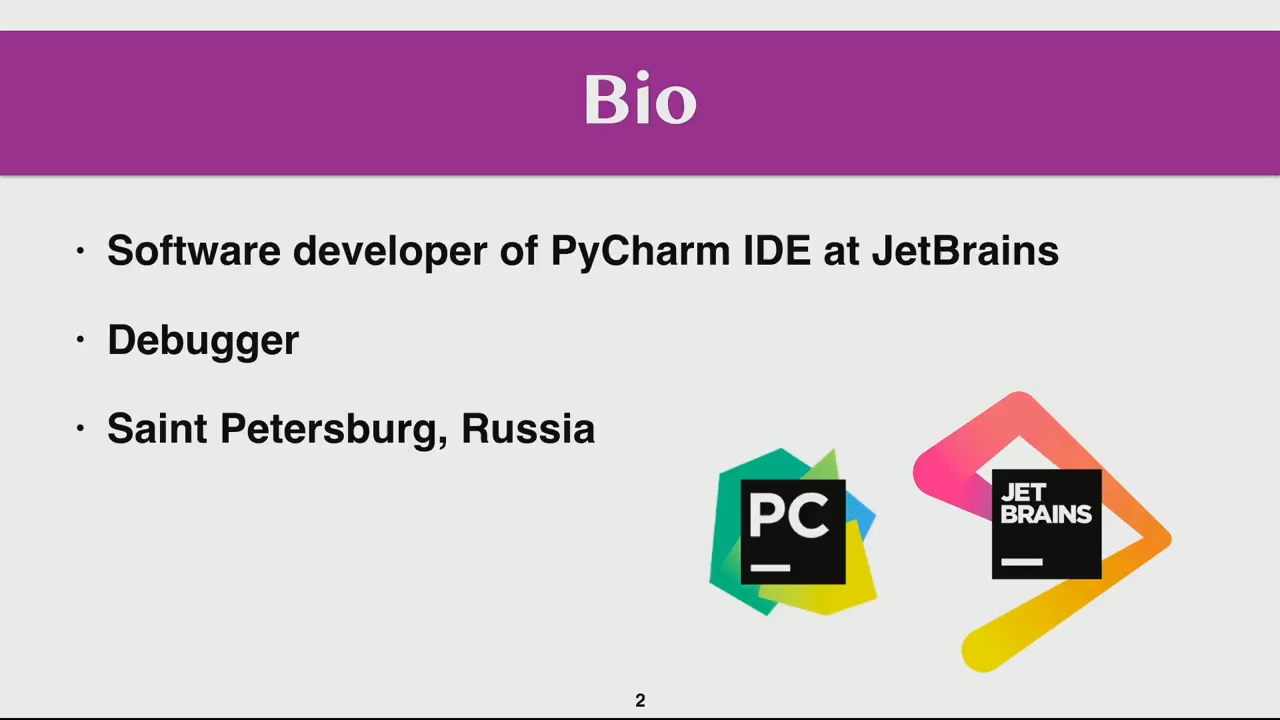 Bio
· Software developer of PyCharm IDE at JetBrains
· Debugger
· Saint Petersburg, Russia
PC
JET
BRAINS
2